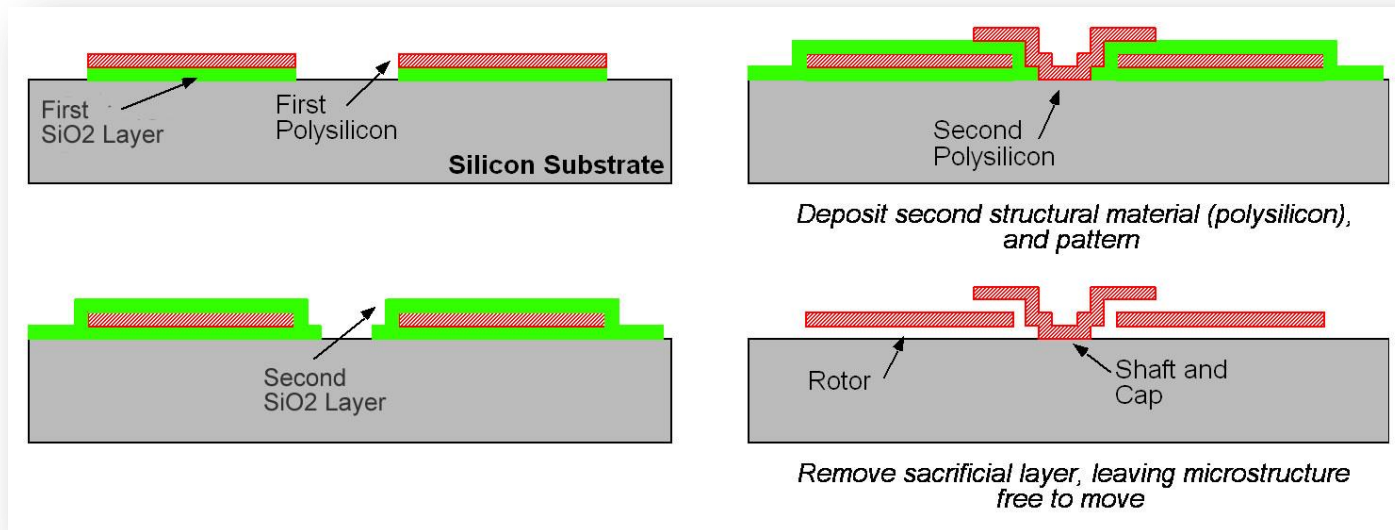 First
SiO2 Layer
First
Polysilicon
Silicon Substrate
Second
Polysilicon
Deposit second structural material (polysilicon),
and pattern
Second
SiO2 Layer
Rotor
Shaft and
Cap
Remove sacrificial layer, leaving microstructure
free to move